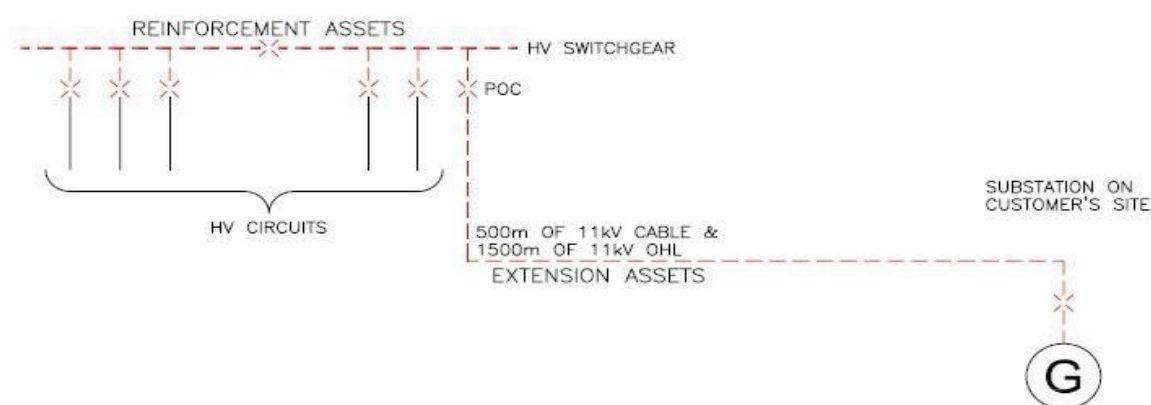 REINFORCEMENT ASSETS
HV SWITCHGEAR
POC
HV CIRCUITS
SUBSTATION ON
CUSTOMER'S SITE
500m OF 11kV CABLE &
1500m OF 11kV OHL
EXTENSION ASSETS
G